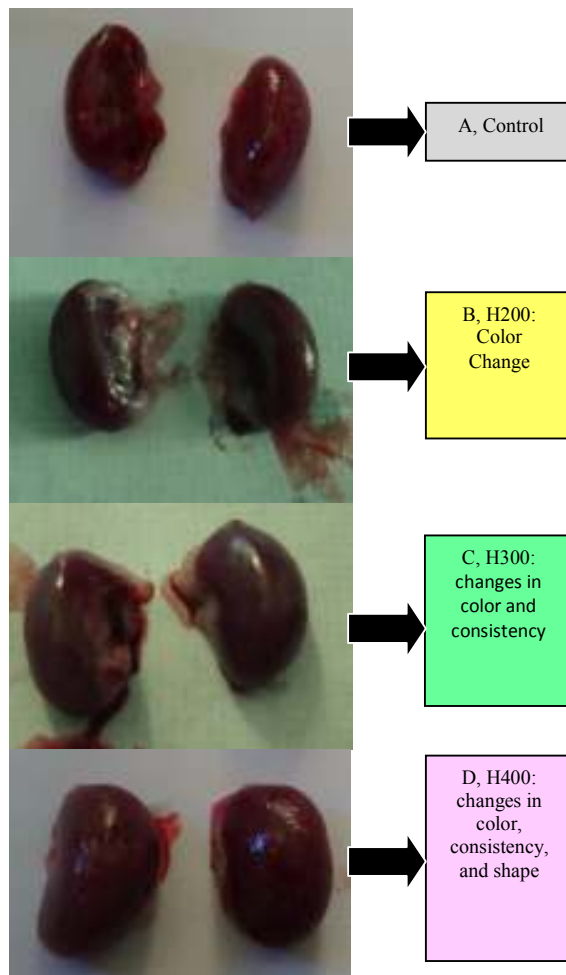 A, Control
B, H200:
Color
Change
C, H300:
changes in
color and
consistency
D, H400:
changes in
color,
consistency,
and shape